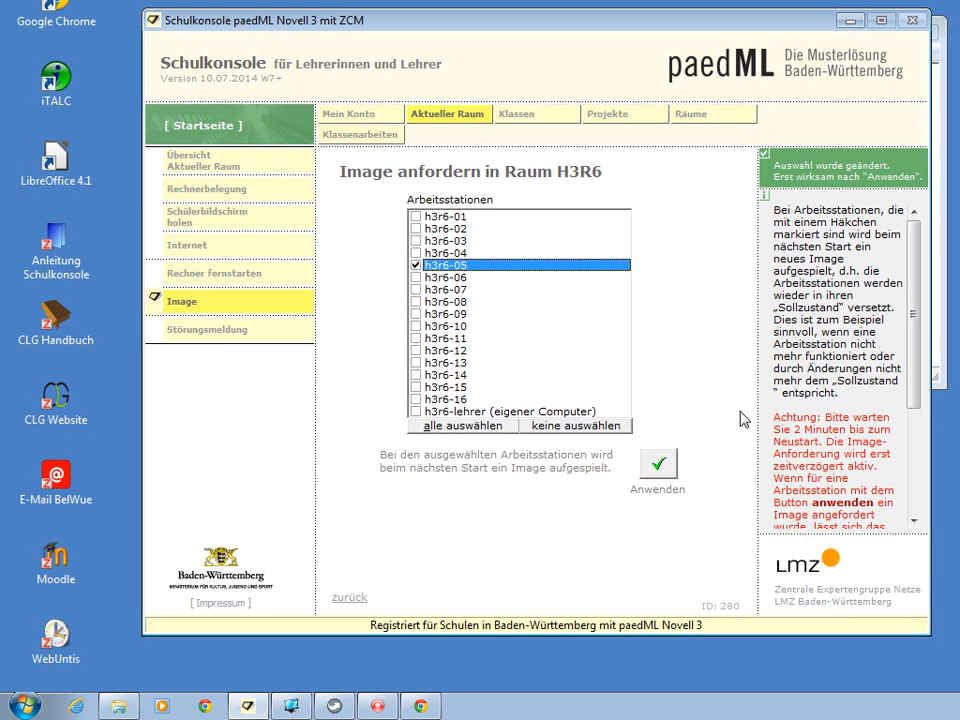 Google Chrome
iTALC
LibreOffice 4.1
Anleitung
Schulkonsole
CLG Handbuch
CLG Website
E-Mail BelWue
Moodle
WebUntis
Schulkonsole paedML Novell 3 mit ZCM
Schulkonsole für Lehrerinnen und Lehrer
Version 10.07.2014 W7+
paedML Die Musterlösung
Baden-Württemberg
[ Startseite ]
Mein Konto
Aktueller Raum
Klassen
Projekte
Räume
Klassenarbeiten
Übersicht
Aktueller Raum
Rechnerbelegung
Schülerbildschirm
holen
Internet
Rechner fernstarten
Image
Störungsmeldung
Baden-Württemberg
MINISTERIUM FÜR KULTUS, JUGEND UND SPORT
[ Impressum ]
Image anfordern in Raum H3R6
Arbeitsstationen
h3r6-01
h3r6-02
h3r6-03
h3r6-04
h3r6-05
h3r6-06
h3r6-07
h3r6-08
h3r6-09
h3r6-10
h3r6-11
h3r6-12
h3r6-13
h3r6-14
h3r6-15
h3r6-16
h3r6-lehrer (eigener Computer)
alle auswählen
keine auswählen
Bei den ausgewählten Arbeitsstationen wird
beim nächsten Start ein Image aufgespielt.
Anwenden
zurück
ID: 280
Auswahl wurde geändert.
Erst wirksam nach "Anwenden".
Bei Arbeitsstationen, die
mit einem Häkchen
markiert sind wird beim
nächsten Start ein
neues Image
aufgespielt, d.h. die
Arbeitsstationen werden
wieder in ihren
„Sollzustand“ versetzt.
Dies ist zum Beispiel
sinnvoll, wenn eine
Arbeitsstation nicht
mehr funktioniert oder
durch Änderungen nicht
mehr dem „Sollzustand
“ entspricht.
Achtung: Bitte warten
Sie 2 Minuten bis zum
Neustart. Die Image-
Anforderung wird erst
zeitverzögert aktiv.
Wenn für eine
Arbeitsstation mit dem
Button anwenden ein
Image angefordert
wurde, lässt sich das
LMZ
Zentrale Expertengruppe Netze
LMZ Baden-Württemberg
Registriert für Schulen in Baden-Württemberg mit paedML Novell 3